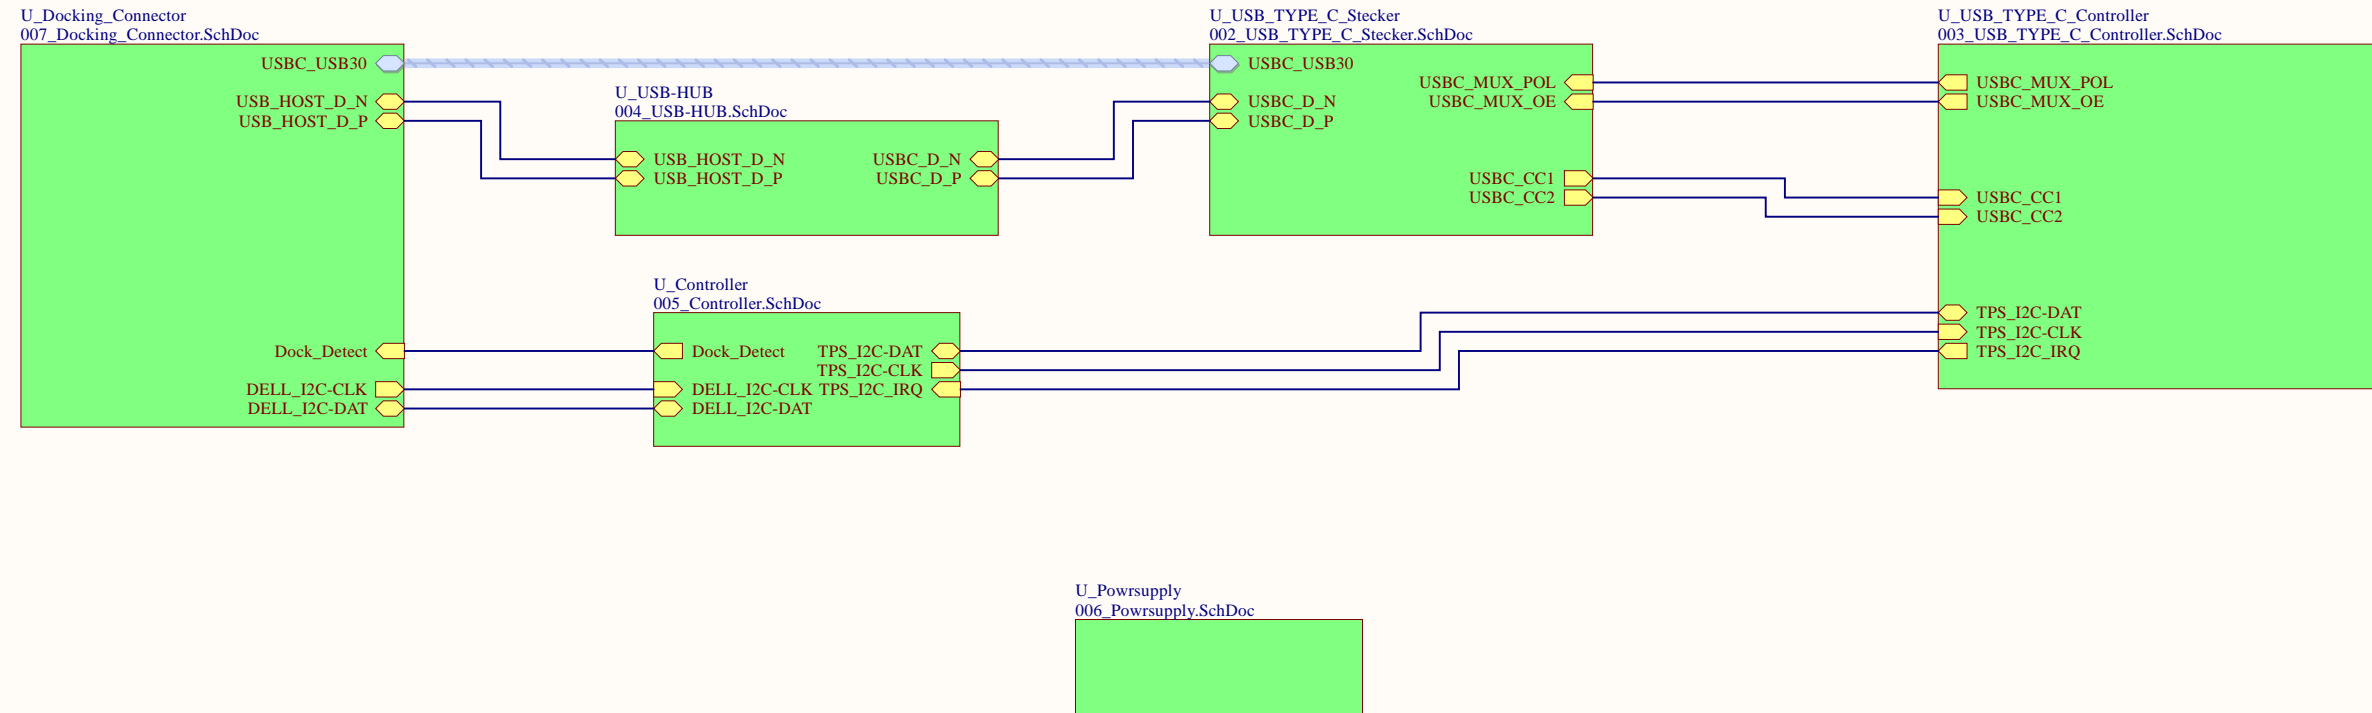 U_Docking_Connector
007_Docking_Connector.SchDoc
USBC_USB30
USB_HOST_D_N
USB_HOST_D_P
Dock_Detect
DELL_I2C-CLK
DELL_I2C-DAT
U_USB-HUB
004_USB-HUB.SchDoc
USB_HOST_D_N
USB_HOST_D_P
USBC_D_N
USBC_D_P
U_Controller
005_Controller.SchDoc
Dock_Detect
DELL_I2C-CLK
DELL_I2C-DAT
TPS_I2C-DAT
TPS_I2C-CLK
TPS_I2C_IRQ
U_USB_TYPE_C_Stecker
002_USB_TYPE_C_Stecker.SchDoc
USBC_USB30
USBC_D_N
USBC_D_P
USBC_MUX_POL
USBC_MUX_OE
USBC_CC1
USBC_CC2
U_USB_TYPE_C_Controller
003_USB_TYPE_C_Controller.SchDoc
USBC_MUX_POL
USBC_MUX_OE
USBC_CC1
USBC_CC2
TPS_I2C-DAT
TPS_I2C-CLK
TPS_I2C_IRQ
U_Powrsupply
006_Powrsupply.SchDoc